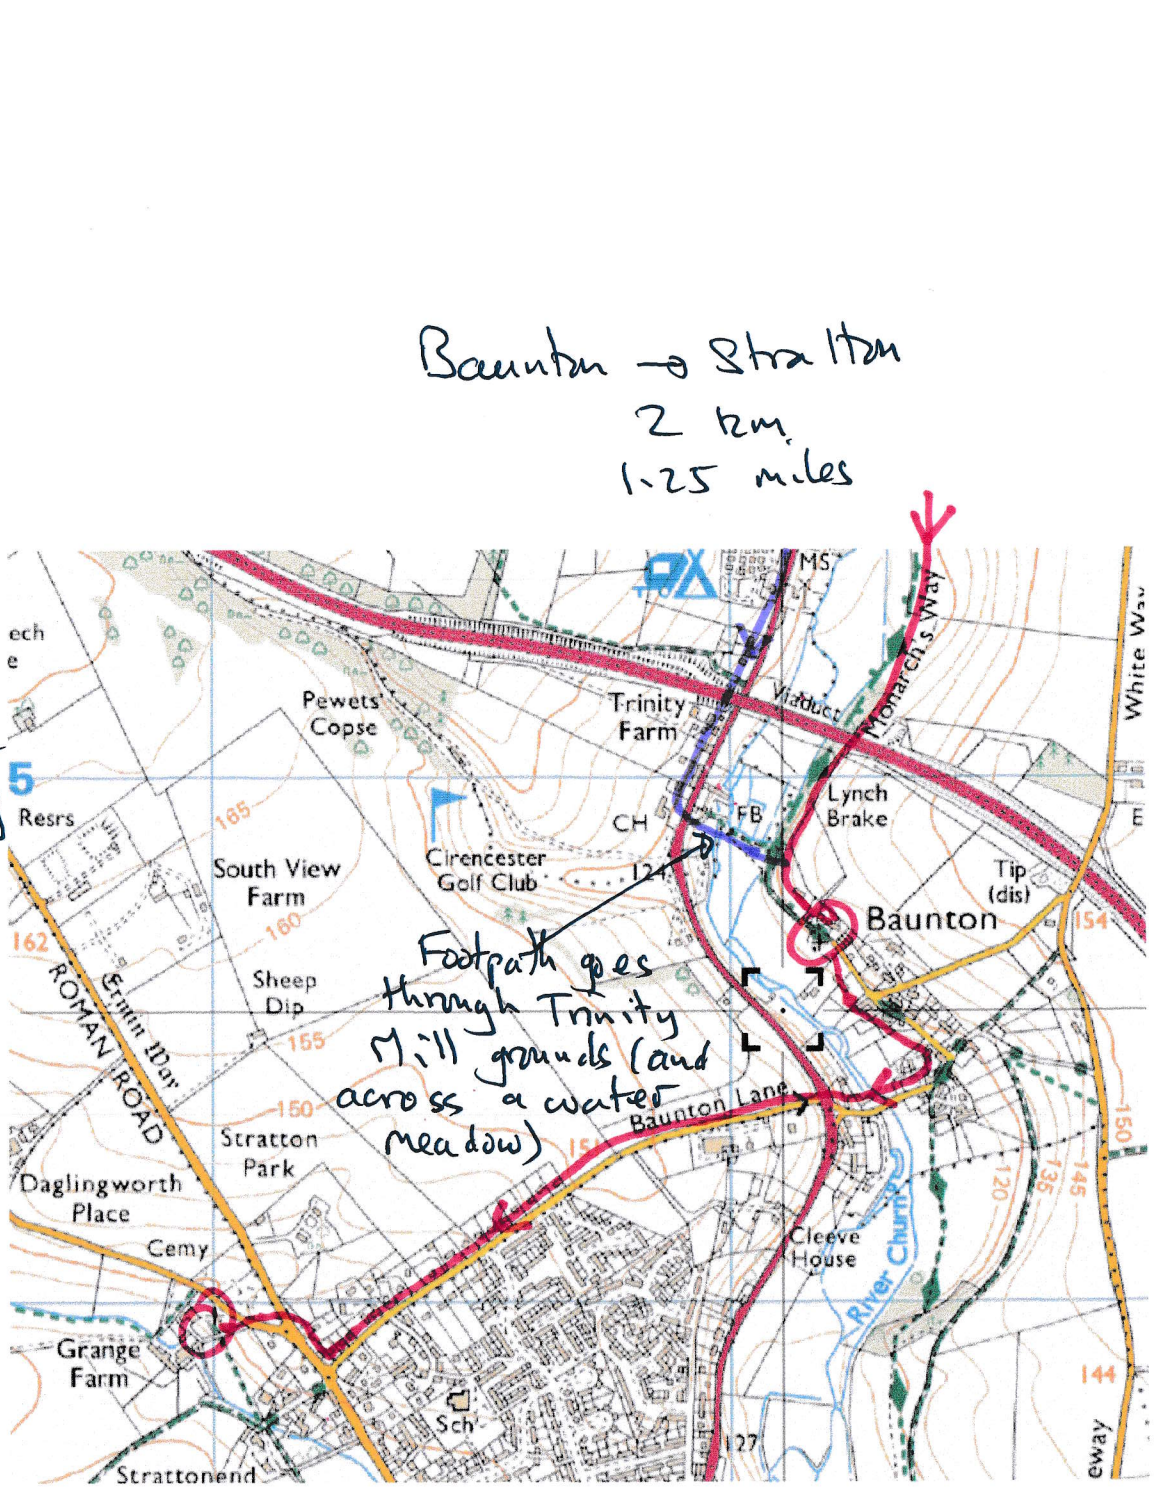 Baunton → Stratton
2 km.
1.25 miles
MS
Monarch's Way
White Way
ech
e
Pewets'
Copse
Trinity
Farm
Viaduct
5
Resrs
165
CH
FB
Lynch
Brake
E
South View
Farm
Cirencester
Golf Club
124
Tip
(dis)
162
160
Baunton
154
Footpath goes
through Trinity
Mill grounds (and
across a water
meadow)
Sheep
Dip
ROMAN ROAD
Ermin Way
155
150
Baunton Lane
151
150
Stratton
Park
Daglingworth
Place
120
135
145
Cemy
Cleeve
House
River Churn
Grange
Farm
144
Sch
127
eway
Strattonend